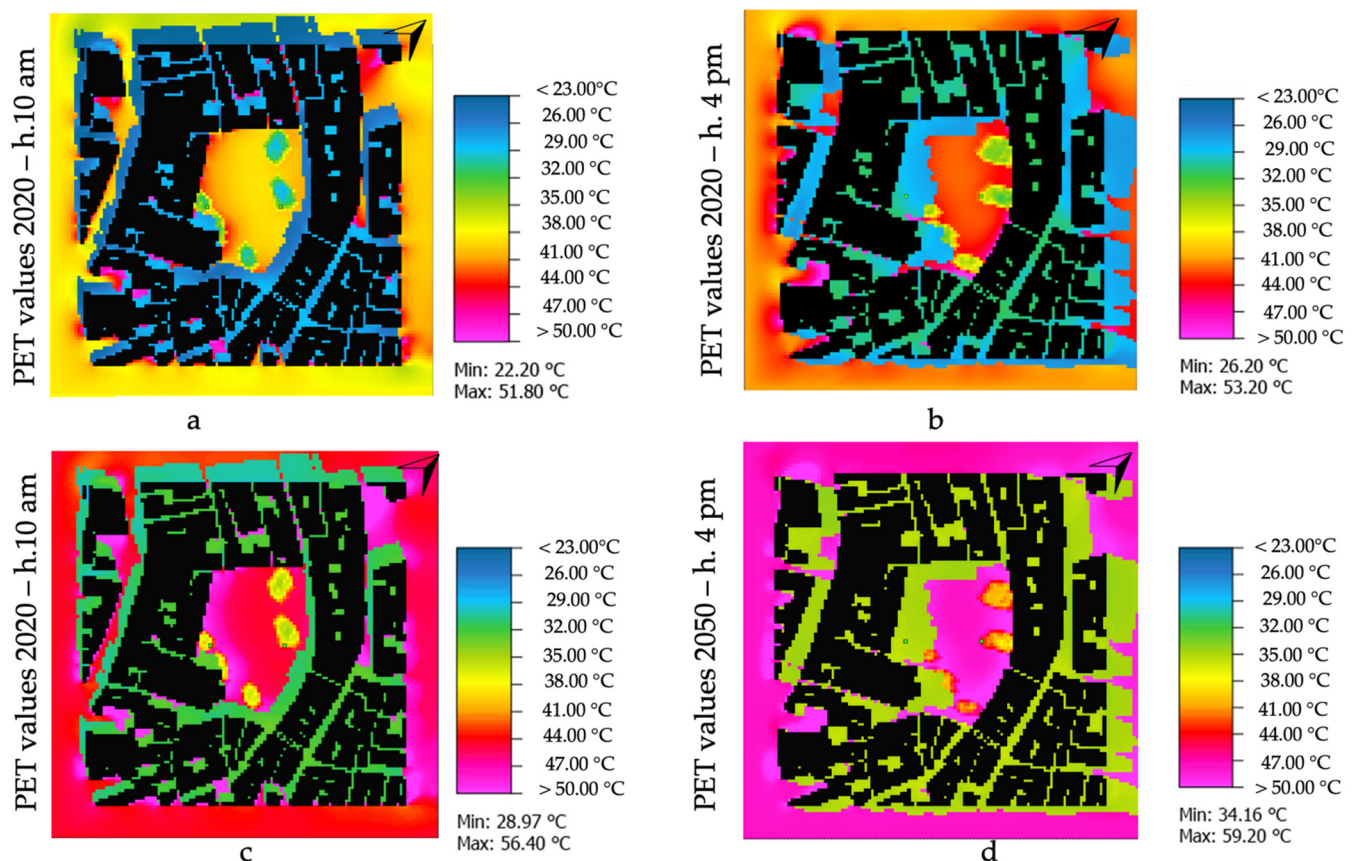 PET values 2020 – h.10 am
< 23.00°C
26.00 °C
29.00 °C
32.00 °C
35.00 °C
38.00 °C
41.00 °C
44.00 °C
47.00 °C
> 50.00 °C
Min: 22.20 °C
Max: 51.80 °C
a
PET values 2020 – h. 4 pm
< 23.00°C
26.00 °C
29.00 °C
32.00 °C
35.00 °C
38.00 °C
41.00 °C
44.00 °C
47.00 °C
> 50.00 °C
Min: 26.20 °C
Max: 53.20 °C
b
PET values 2020 – h.10 am
< 23.00°C
26.00 °C
29.00 °C
32.00 °C
35.00 °C
38.00 °C
41.00 °C
44.00 °C
47.00 °C
> 50.00 °C
Min: 28.97 °C
Max: 56.40 °C
c
PET values 2050 – h. 4 pm
< 23.00°C
26.00 °C
29.00 °C
32.00 °C
35.00 °C
38.00 °C
41.00 °C
44.00 °C
47.00 °C
> 50.00 °C
Min: 34.16 °C
Max: 59.20 °C
d